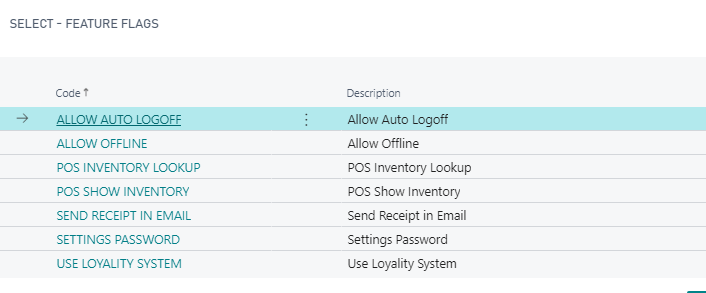 SELECT - FEATURE FLAGS
Code↑ Description
ALLOW AUTO LOGOFF Allow Auto Logoff
ALLOW OFFLINE Allow Offline
POS INVENTORY LOOKUP POS Inventory Lookup
POS SHOW INVENTORY POS Show Inventory
SEND RECEIPT IN EMAIL Send Receipt in Email
SETTINGS PASSWORD Settings Password
USE LOYALITY SYSTEM Use Loyality System